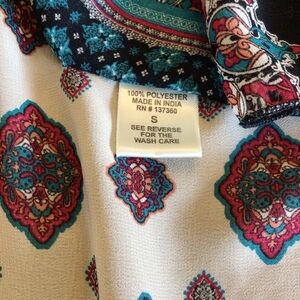 100% POLYESTER
MADE IN INDIA
RN # 137360
S
SEE REVERSE
FOR THE
WASH CARE